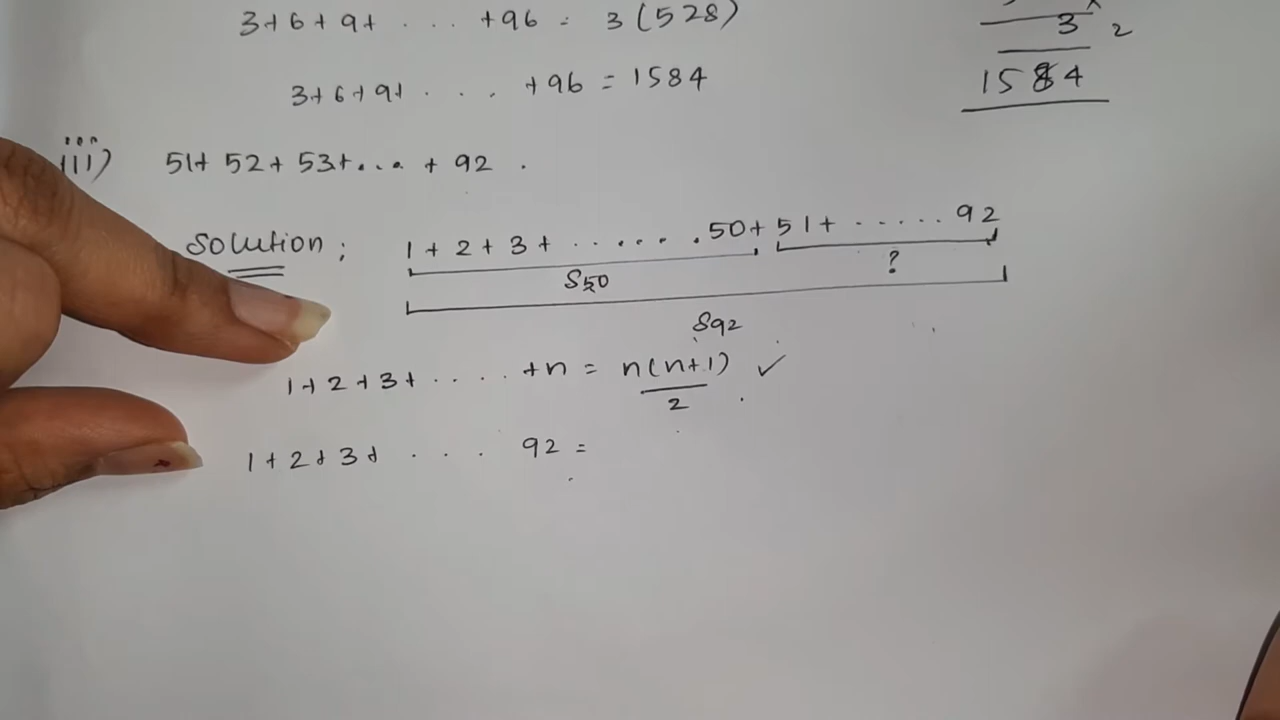 3+6+9+ . . . . +96 = 3(528)
3
2
1584
3+6+9+ . . . . +96 = 1584
iii) 51+ 52+ 53+.... + 92 .
Solution ; 1 + 2 + 3 + ....... .50+ 51+ ..... 92
S50 ?
S92
1+2+3+ . . . . +n = n(n+1) ✓
2
1+2+3+ . . . 92 =